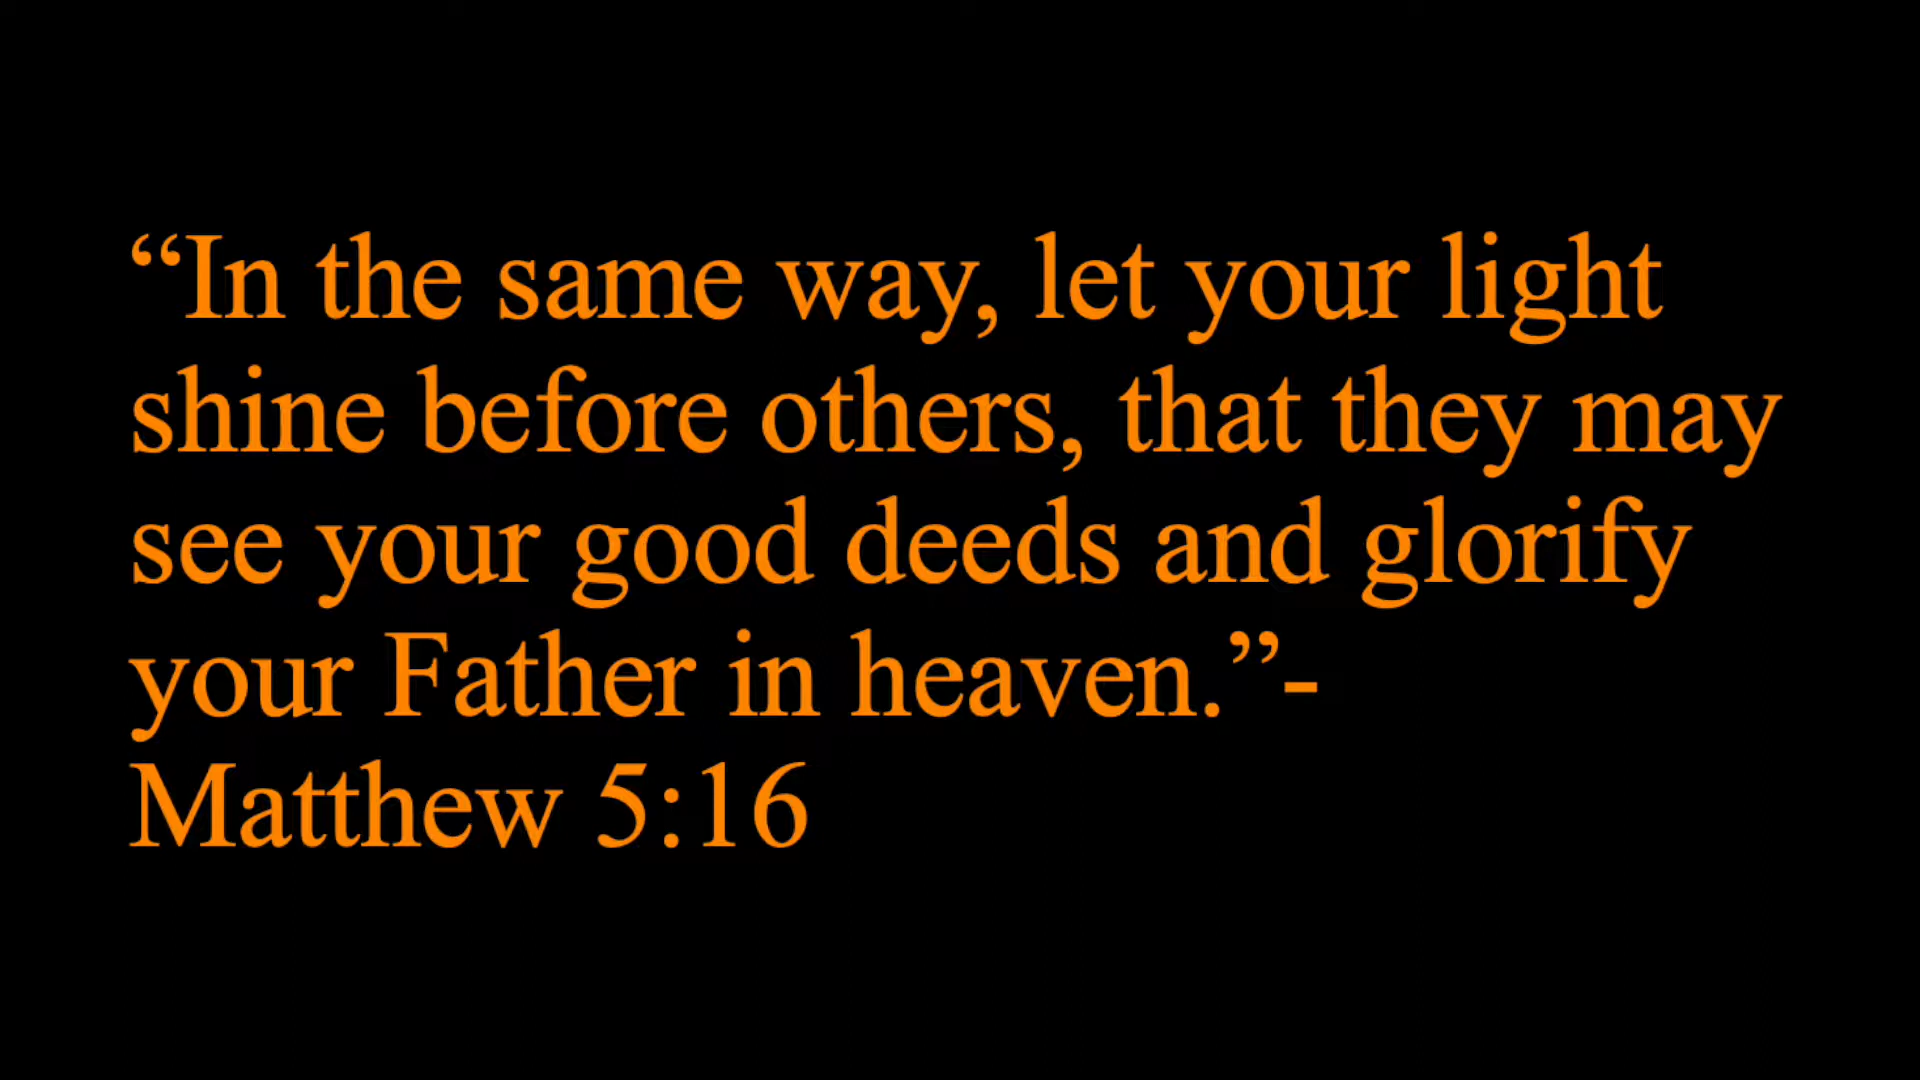 “In the same way, let your light
shine before others, that they may
see your good deeds and glorify
your Father in heaven.”-
Matthew 5:16